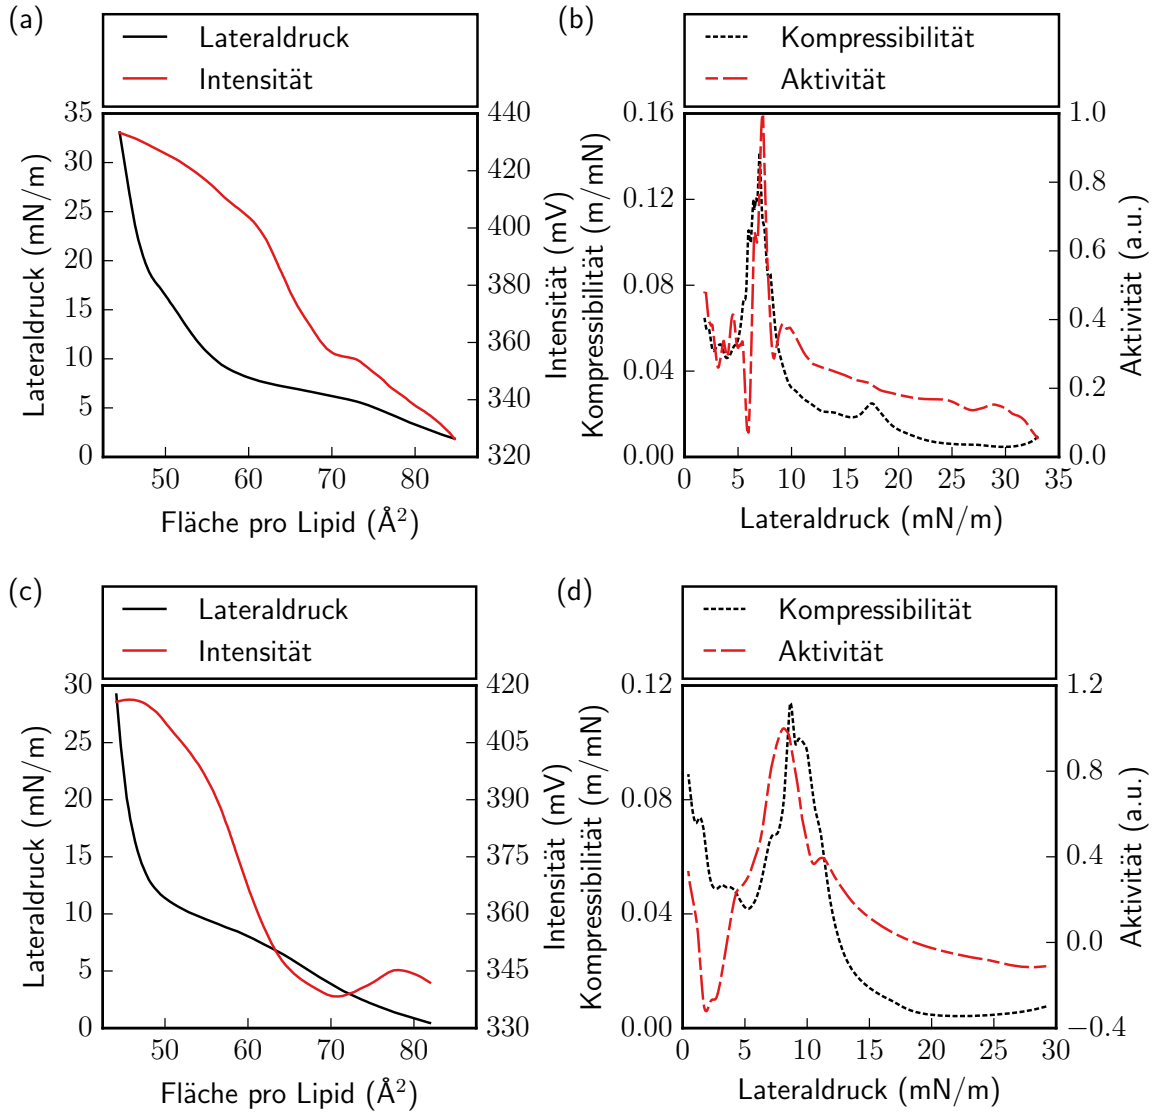 (a)
Lateraldruck
Intensität
35
30
25
20
15
10
5
0
Lateraldruck (mN/m)
440
420
400
380
360
340
320
Intensität (mV)
50 60 70 80
Fläche pro Lipid (Å²)
(b)
Kompressibilität
Aktivität
0.16
0.12
0.08
0.04
0.00
Kompressibilität (m/mN)
1.0
0.8
0.6
0.4
0.2
0.0
Aktivität (a.u.)
0 5 10 15 20 25 30 35
Lateraldruck (mN/m)
(c)
Lateraldruck
Intensität
30
25
20
15
10
5
0
Lateraldruck (mN/m)
420
405
390
375
360
345
330
Intensität (mV)
50 60 70 80
Fläche pro Lipid (Å²)
(d)
Kompressibilität
Aktivität
0.12
0.08
0.04
0.00
Kompressibilität (m/mN)
1.2
0.8
0.4
0.0
−0.4
Aktivität (a.u.)
0 5 10 15 20 25 30
Lateraldruck (mN/m)